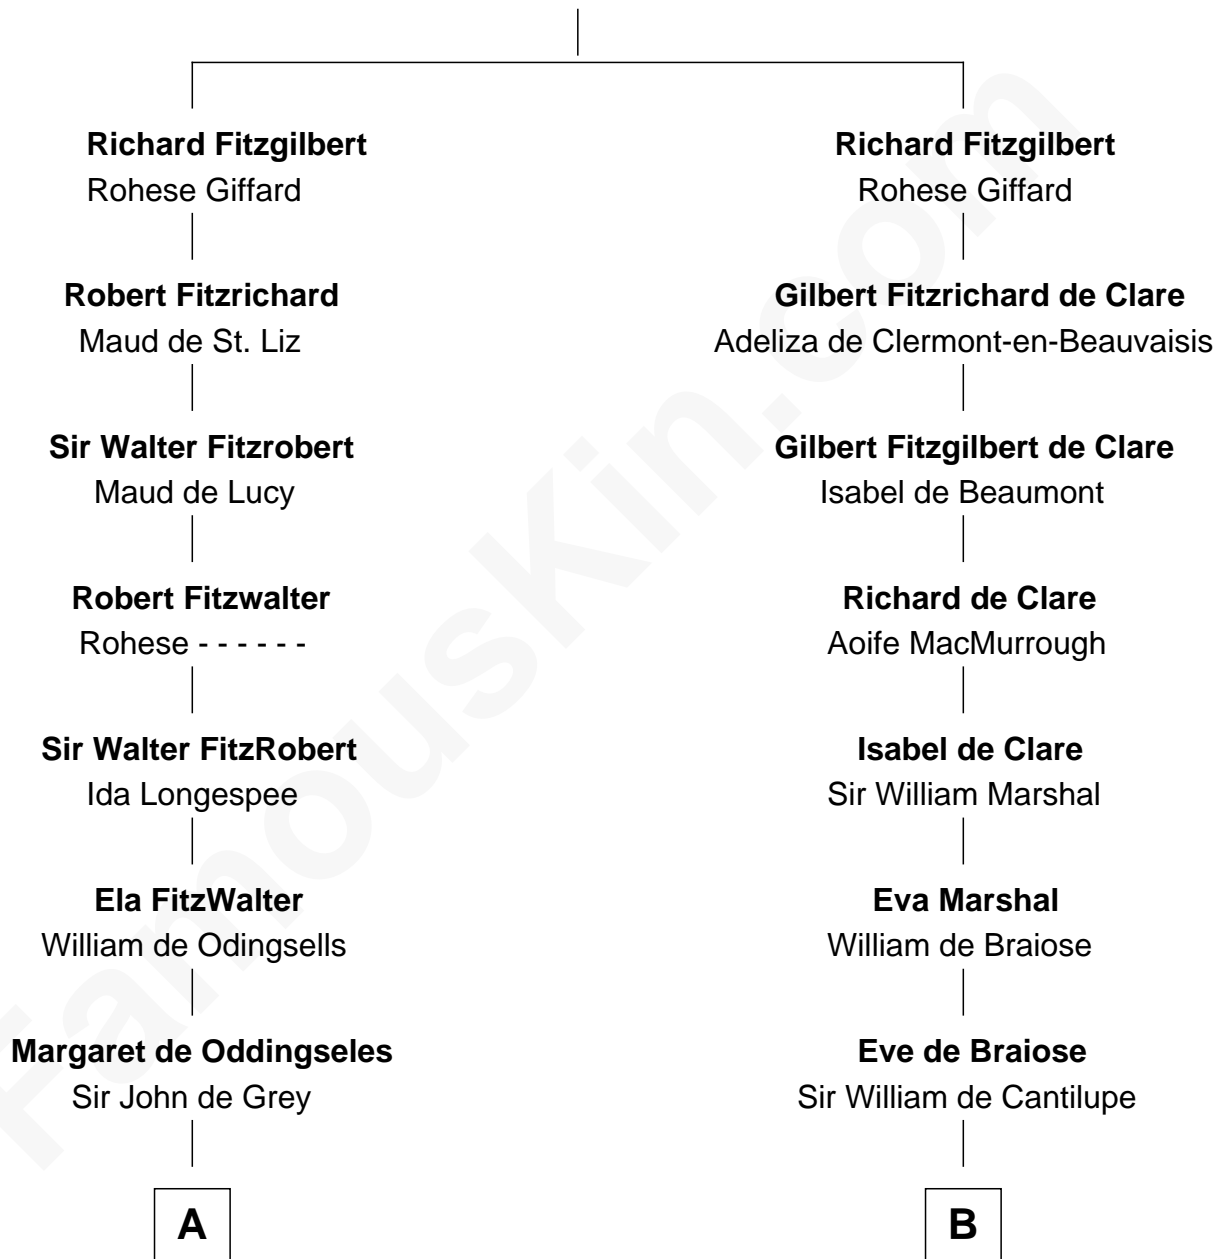 Richard Fitzgilbert
Rohese Giffard
Robert Fitzrichard
Maud de St. Liz
Sir Walter Fitzrobert
Maud de Lucy
Robert Fitzwalter
Rohese - - - - - -
Sir Walter FitzRobert
Ida Longespee
Ela FitzWalter
William de Odingsells
Margaret de Oddingseles
Sir John de Grey
A
Richard Fitzgilbert
Rohese Giffard
Gilbert Fitzrichard de Clare
Adeliza de Clermont-en-Beauvaisis
Gilbert Fitzgilbert de Clare
Isabel de Beaumont
Richard de Clare
Aoife MacMurrough
Isabel de Clare
Sir William Marshal
Eva Marshal
William de Braiose
Eve de Braiose
Sir William de Cantilupe
B
FamousKin.com